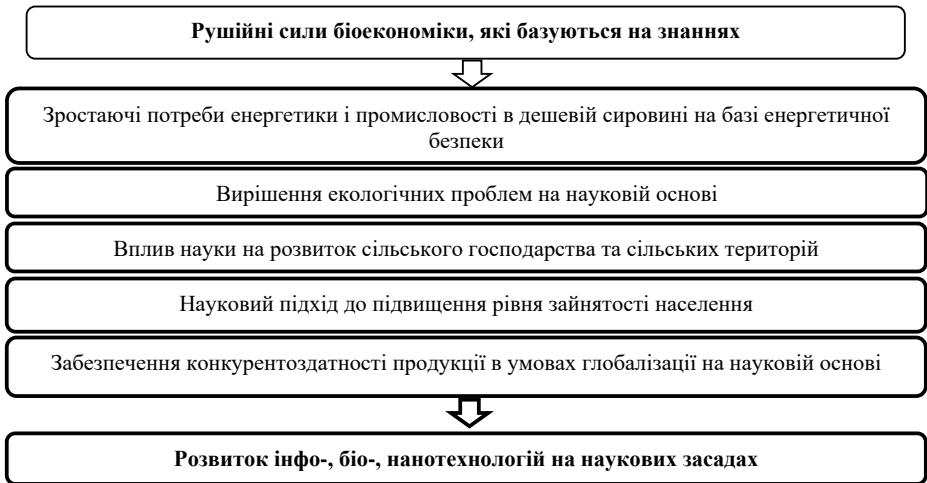 Рушійні сили біоекономіки, які базуються на знаннях
Зростаючі потреби енергетики і промисловості в дешевій сировині на базі енергетичної
безпеки
Вирішення екологічних проблем на науковій основі
Вплив науки на розвиток сільського господарства та сільських територій
Науковий підхід до підвищення рівня зайнятості населення
Забезпечення конкурентоздатності продукції в умовах глобалізації на науковій основі
Розвиток інфо-, біо-, нанотехнологій на наукових засадах